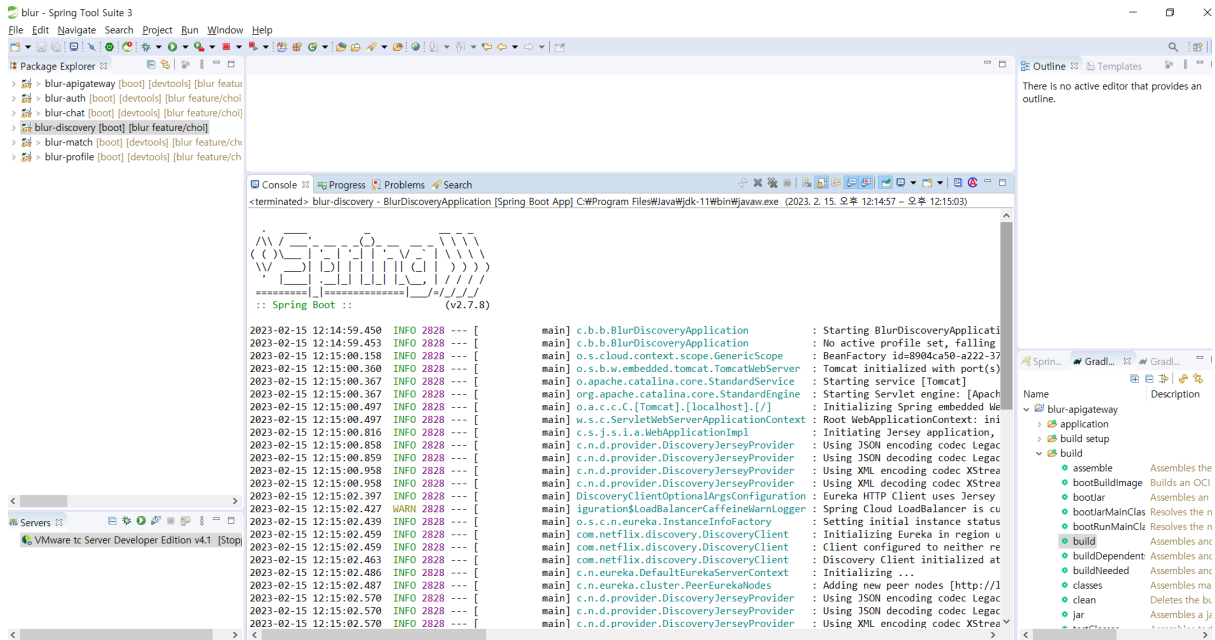 blur - Spring Tool Suite 3
File Edit Navigate Search Project Run Window Help
Package Explorer
> blur-apigateway [boot] [devtools] [blur featu
> blur-auth [boot] [devtools] [blur feature/choi
> blur-chat [boot] [devtools] [blur feature/choi]
blur-discovery [boot] [blur feature/choi]
> blur-match [boot] [devtools] [blur feature/ch
> blur-profile [boot] [devtools] [blur feature/ch
Servers
VMware tc Server Developer Edition v4.1 [Stop
Console Progress Problems Search
<terminated> blur-discovery - BlurDiscoveryApplication [Spring Boot App] C:₩Program Files₩Java₩jdk-11₩bin₩javaw.exe (2023. 2. 15. 오후 12:14:57 – 오후 12:15:03)
Spring
:: Spring Boot :: (v2.7.8)
2023-02-15 12:14:59.450 INFO 2828 --- [ main] c.b.b.BlurDiscoveryApplication : Starting BlurDiscoveryApplicati
2023-02-15 12:14:59.453 INFO 2828 --- [ main] c.b.b.BlurDiscoveryApplication : No active profile set, falling
2023-02-15 12:15:00.158 INFO 2828 --- [ main] o.s.cloud.context.scope.GenericScope : BeanFactory id=8904ca50-a222-37
2023-02-15 12:15:00.360 INFO 2828 --- [ main] o.s.b.w.embedded.tomcat.TomcatWebServer : Tomcat initialized with port(s)
2023-02-15 12:15:00.367 INFO 2828 --- [ main] o.apache.catalina.core.StandardService : Starting service [Tomcat]
2023-02-15 12:15:00.367 INFO 2828 --- [ main] org.apache.catalina.core.StandardEngine : Starting Servlet engine: [Apach
2023-02-15 12:15:00.497 INFO 2828 --- [ main] o.a.c.c.C.[Tomcat].[localhost].[/] : Initializing Spring embedded We
2023-02-15 12:15:00.497 INFO 2828 --- [ main] w.s.c.ServletWebServerApplicationContext : Root WebApplicationContext: ini
2023-02-15 12:15:00.816 INFO 2828 --- [ main] c.s.j.s.i.a.WebApplicationImpl : Initiating Jersey application,
2023-02-15 12:15:00.858 INFO 2828 --- [ main] c.n.d.provider.DiscoveryJerseyProvider : Using JSON encoding codec Legac
2023-02-15 12:15:00.859 INFO 2828 --- [ main] c.n.d.provider.DiscoveryJerseyProvider : Using JSON decoding codec Legac
2023-02-15 12:15:00.958 INFO 2828 --- [ main] c.n.d.provider.DiscoveryJerseyProvider : Using XML encoding codec XStrea
2023-02-15 12:15:00.958 INFO 2828 --- [ main] c.n.d.provider.DiscoveryJerseyProvider : Using XML decoding codec XStrea
2023-02-15 12:15:02.397 INFO 2828 --- [ main] DiscoveryClientOptionalArgsConfiguration : Eureka HTTP Client uses Jersey
2023-02-15 12:15:02.427 WARN 2828 --- [ main] iguration$LoadBalancerCaffeineWarnLogger : Spring Cloud LoadBalancer is cu
2023-02-15 12:15:02.439 INFO 2828 --- [ main] o.s.c.n.eureka.InstanceInfoFactory : Setting initial instance status
2023-02-15 12:15:02.459 INFO 2828 --- [ main] com.netflix.discovery.DiscoveryClient : Initializing Eureka in region u
2023-02-15 12:15:02.459 INFO 2828 --- [ main] com.netflix.discovery.DiscoveryClient : Client configured to neither re
2023-02-15 12:15:02.463 INFO 2828 --- [ main] com.netflix.discovery.DiscoveryClient : Discovery Client initialized at
2023-02-15 12:15:02.486 INFO 2828 --- [ main] c.n.eureka.DefaultEurekaServerContext : Initializing ...
2023-02-15 12:15:02.487 INFO 2828 --- [ main] c.n.eureka.cluster.PeerEurekaNodes : Adding new peer nodes [http://l
2023-02-15 12:15:02.570 INFO 2828 --- [ main] c.n.d.provider.DiscoveryJerseyProvider : Using JSON encoding codec Legac
2023-02-15 12:15:02.570 INFO 2828 --- [ main] c.n.d.provider.DiscoveryJerseyProvider : Using JSON decoding codec Legac
2023-02-15 12:15:02.570 INFO 2828 --- [ main] c.n.d.provider.DiscoveryJerseyProvider : Using XML encoding codec XStrea
Outline Templates
There is no active editor that provides an
outline.
Sprin... Gradl... Gradl...
Name Description
blur-apigateway
application
build setup
build
assemble Assembles the
bootBuildImage Builds an OCI
bootJar Assembles an
bootJarMainClas Resolves the n
bootRunMainCla Resolves the n
build Assembles and
buildDependent Assembles and
buildNeeded Assembles and
classes Assembles ma
clean Deletes the bu
jar Assembles a ja